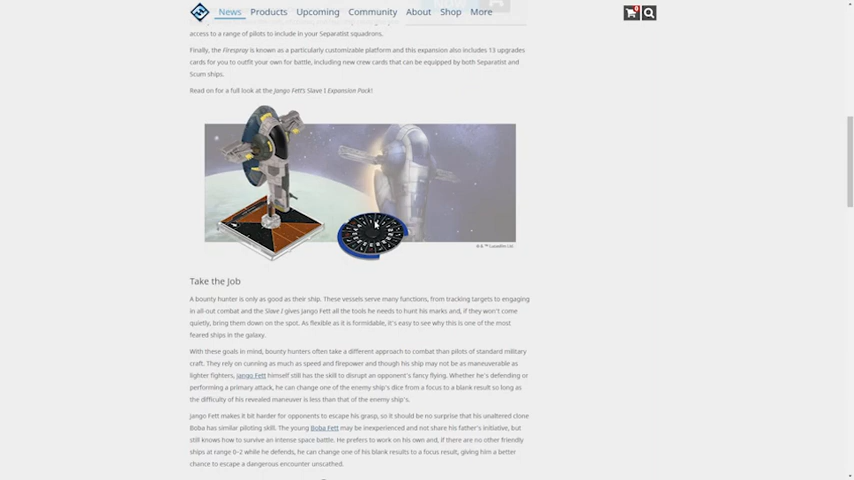 News Products Upcoming Community About Shop More
access to a range of pilots to include in your Separatist squadrons.
Finally, the Firespray is known as a particularly customizable platform and this expansion also includes 13 upgrades
cards for you to outfit your own for battle, including new crew cards that can be equipped by both Separatist and
Scum ships.
Read on for a full look at the Jango Fett's Slave I Expansion Pack!
Take the Job
A bounty hunter is only as good as their ship. These vessels serve many functions, from tracking targets to engaging
in all-out combat and the Slave I gives Jango Fett all the tools he needs to hunt his marks and, if they won't come
quietly, bring them down on the spot. As flexible as it is formidable, it's easy to see why this is one of the most
feared ships in the galaxy.
With these goals in mind, bounty hunters often take a different approach to combat than pilots of standard military
craft. They rely on cunning as much as speed and firepower and though his ship may not be as maneuverable as
lighter fighters, Jango Fett himself still has the skill to disrupt an opponent's fancy flying. Whether he's defending or
performing a primary attack, he can change one of the enemy ship's dice from a focus to a blank result so long as
the difficulty of his revealed maneuver is less than that of the enemy ship's.
Jango Fett makes it bit harder for opponents to escape his grasp, so it should be no surprise that his unaltered clone
Boba has similar piloting skill. The young Boba Fett may be inexperienced and not share his father's initiative, but
still knows how to survive an intense space battle. He prefers to work on his own and, if there are no other friendly
ships at range 0-2 while he defends, he can change one of his blank results to a focus result, giving him a better
chance to escape a dangerous encounter unscathed.